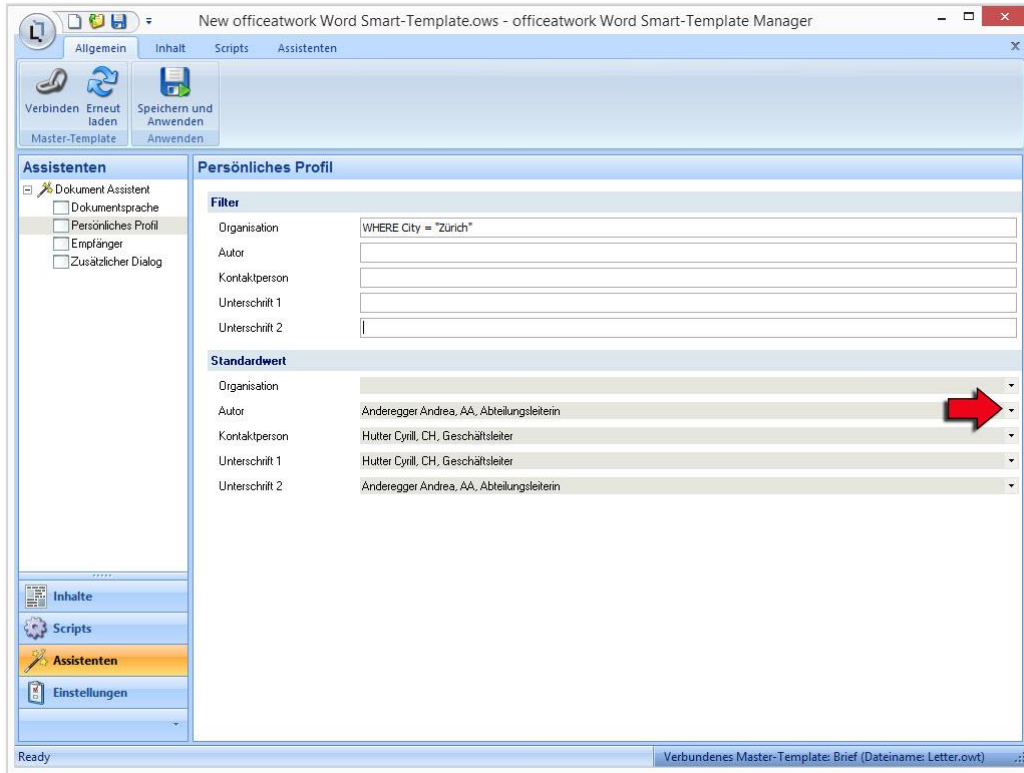 New officeatwork Word Smart-Template.ows - officeatwork Word Smart-Template Manager
Allgemein Inhalt Scripts Assistenten
Verbinden Erneut laden Speichern und Anwenden
Master-Template Anwenden
Assistenten
Dokument Assistent
Dokumentsprache
Persönliches Profil
Empfänger
Zusätzlicher Dialog
Inhalte
Scripts
Assistenten
Einstellungen
Persönliches Profil
Filter
Organisation WHERE City = "Zürich"
Autor
Kontaktperson
Unterschrift 1
Unterschrift 2
Standardwert
Organisation
Autor Anderegger Andrea, AA, Abteilungsleiterin
Kontaktperson Hutter Cyrill, CH, Geschäftsleiter
Unterschrift 1 Hutter Cyrill, CH, Geschäftsleiter
Unterschrift 2 Anderegger Andrea, AA, Abteilungsleiterin
Ready Verbundenes Master-Template: Brief (Dateiname: Letter.owt)